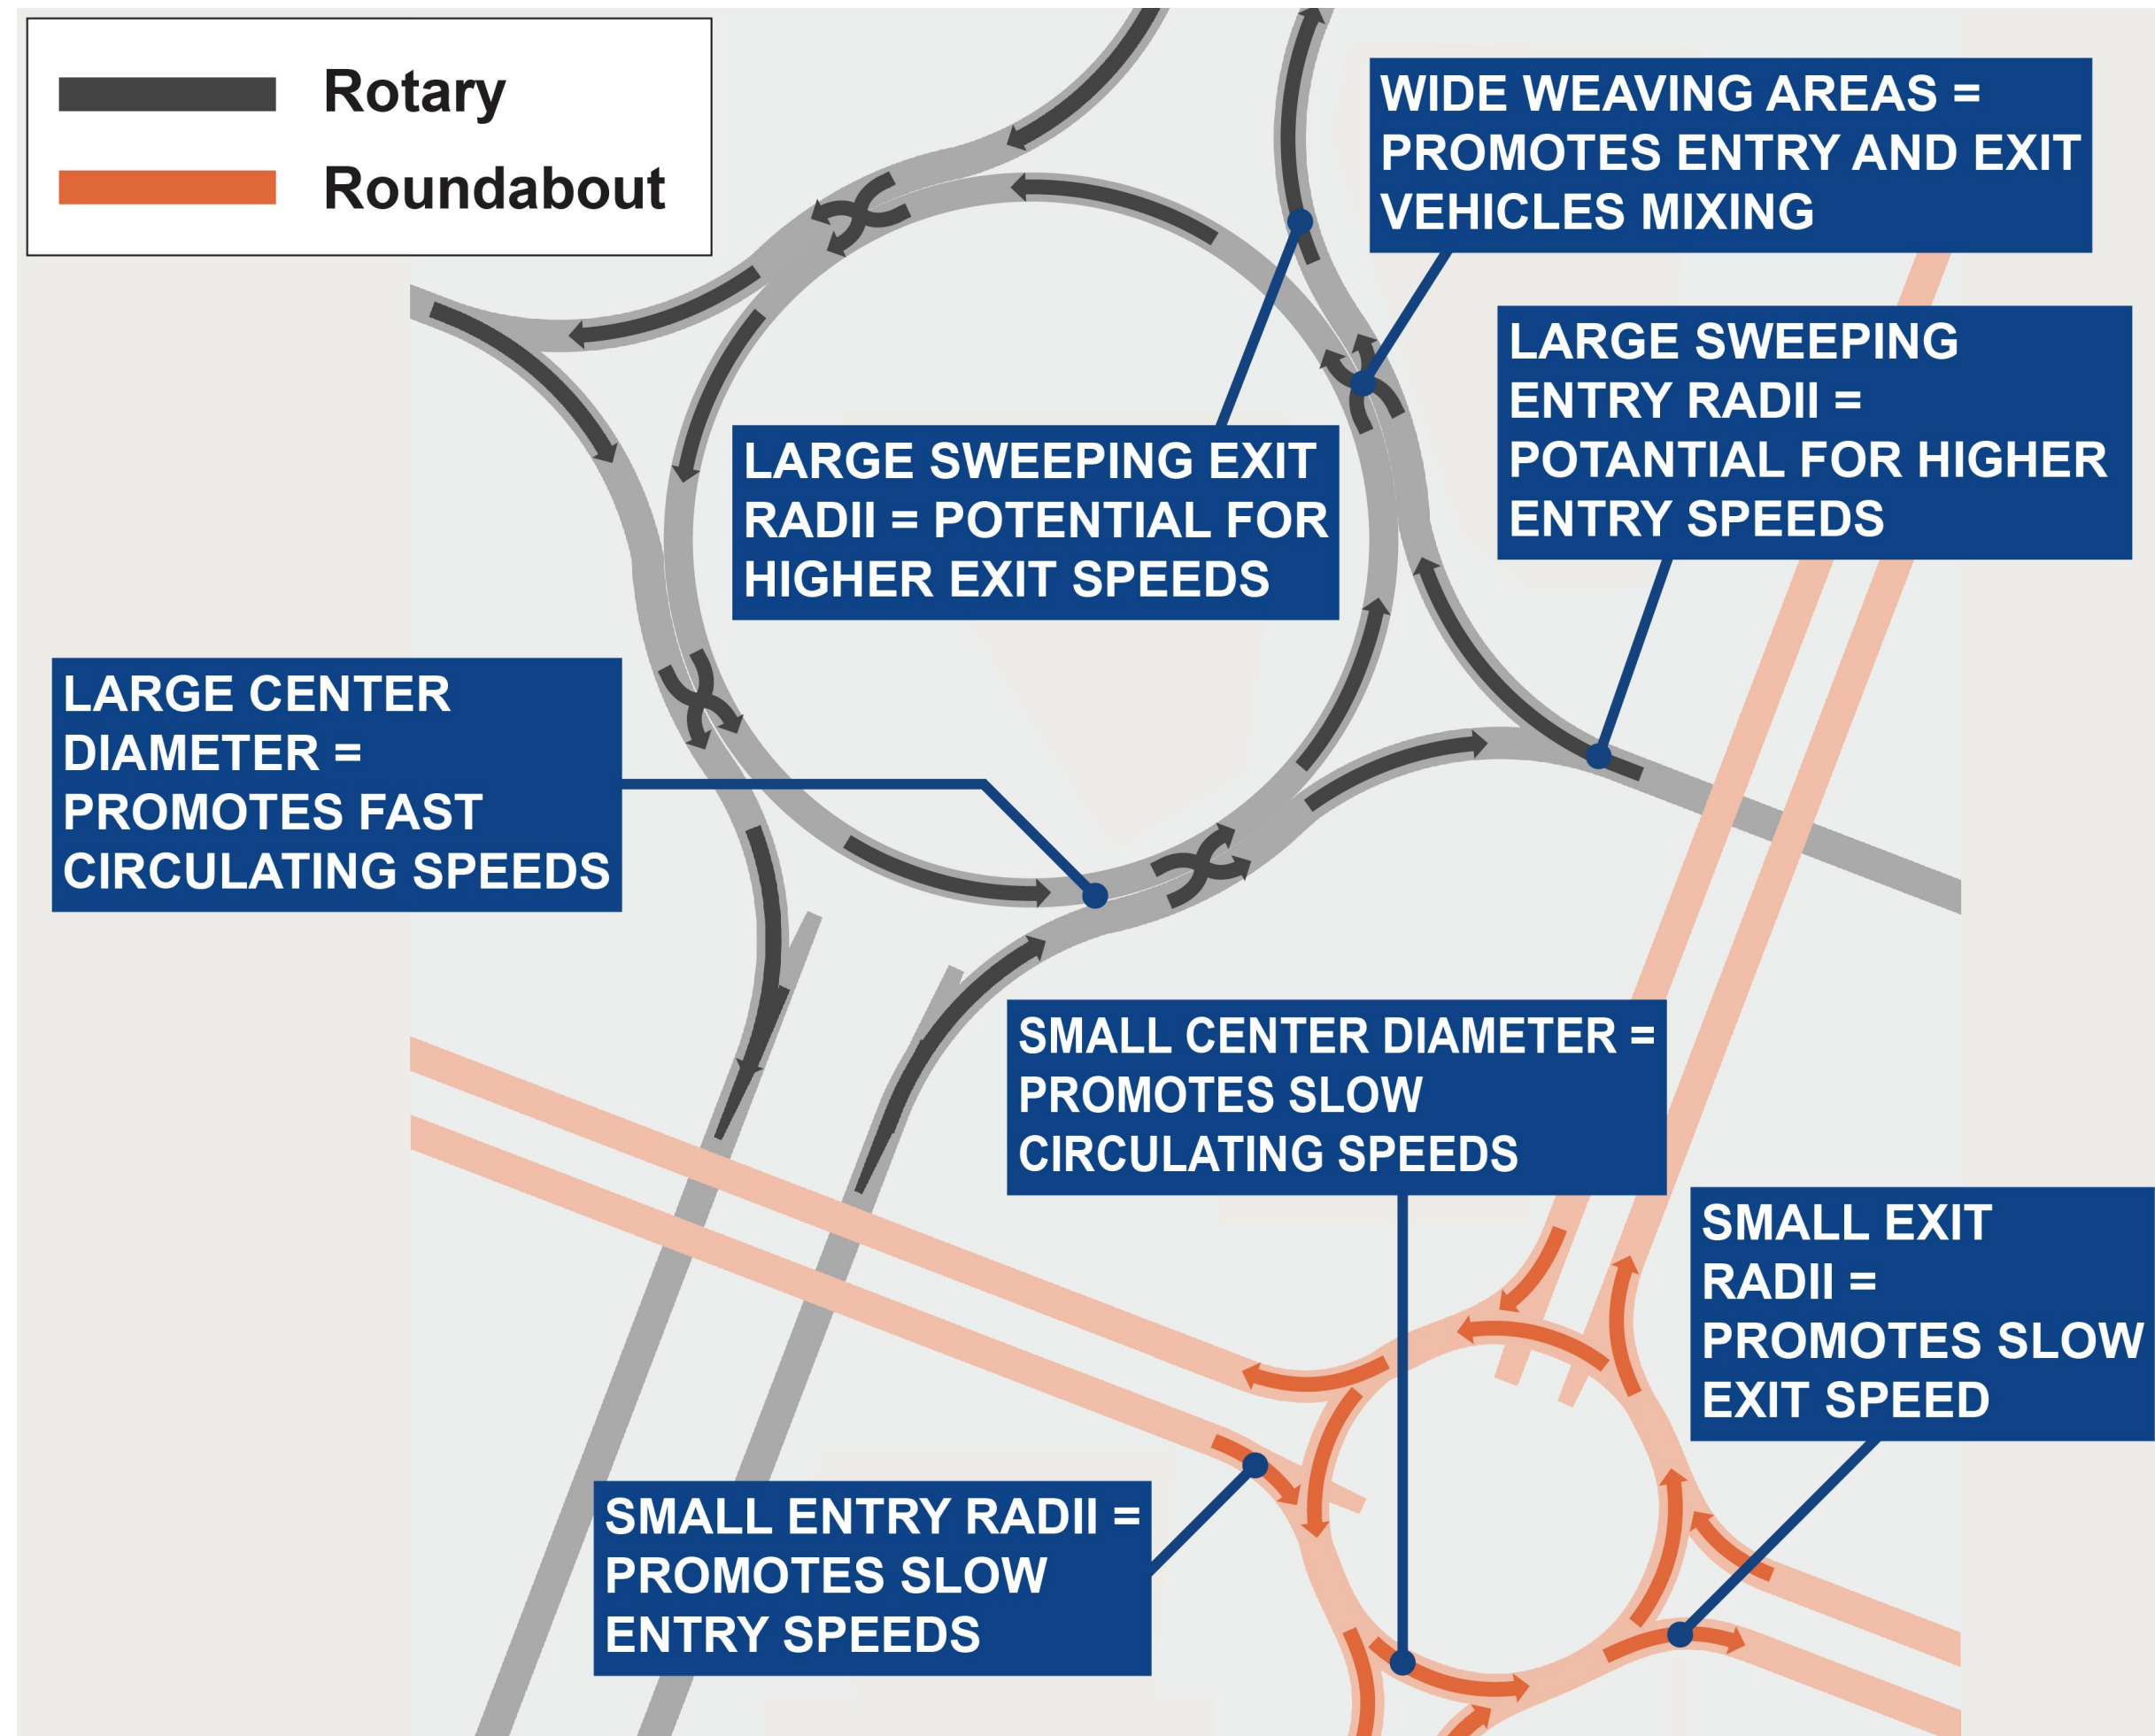 Rotary
Roundabout
WIDE WEAVING AREAS =
PROMOTES ENTRY AND EXIT
VEHICLES MIXING
LARGE SWEEPING
ENTRY RADII =
POTANTIAL FOR HIGHER
ENTRY SPEEDS
LARGE SWEEPING EXIT
RADII = POTENTIAL FOR
HIGHER EXIT SPEEDS
LARGE CENTER
DIAMETER =
PROMOTES FAST
CIRCULATING SPEEDS
SMALL CENTER DIAMETER =
PROMOTES SLOW
CIRCULATING SPEEDS
SMALL EXIT
RADII =
PROMOTES SLOW
EXIT SPEED
SMALL ENTRY RADII =
PROMOTES SLOW
ENTRY SPEEDS